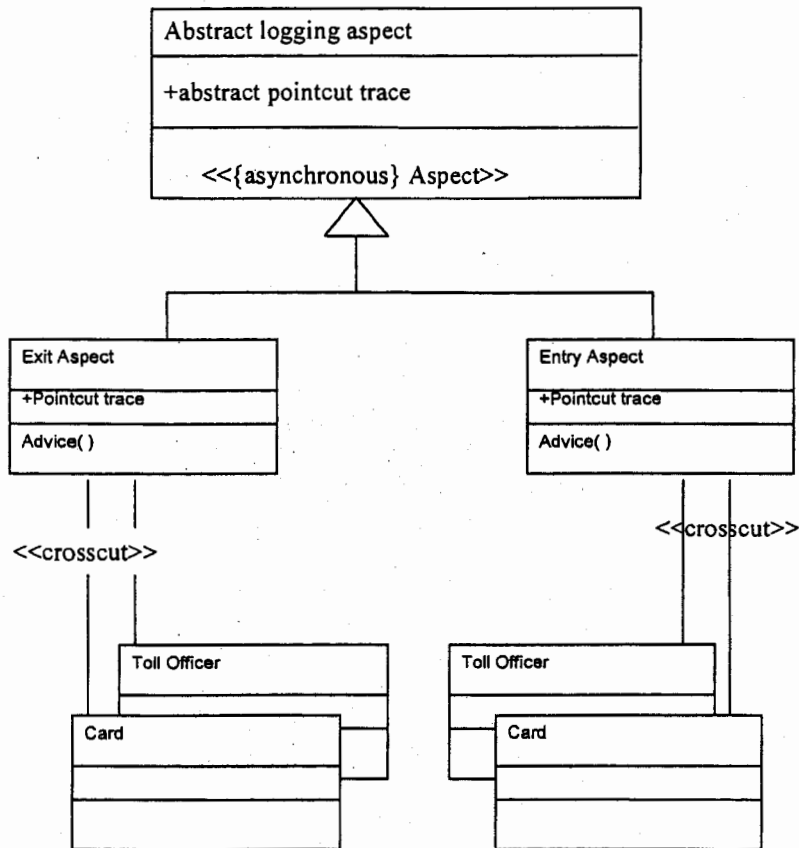 Abstract logging aspect
+abstract pointcut trace
<<{asynchronous} Aspect>>
Exit Aspect
+Pointcut trace
Advice( )
Entry Aspect
+Pointcut trace
Advice( )
<<crosscut>>
<<crosscut>>
Toll Officer
Card
Toll Officer
Card